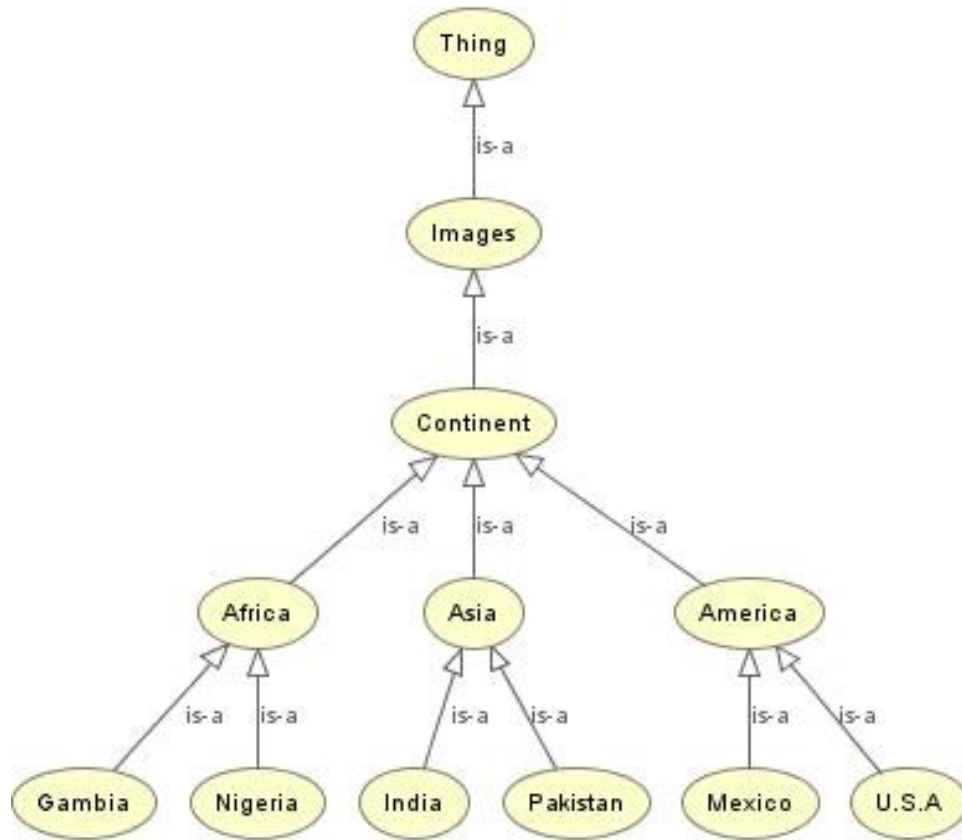 Thing
is-a
Images
is-a
Continent
is-a is-a is-a
Africa Asia America
is-a is-a is-a is-a is-a is-a
Gambia Nigeria India Pakistan Mexico U.S.A